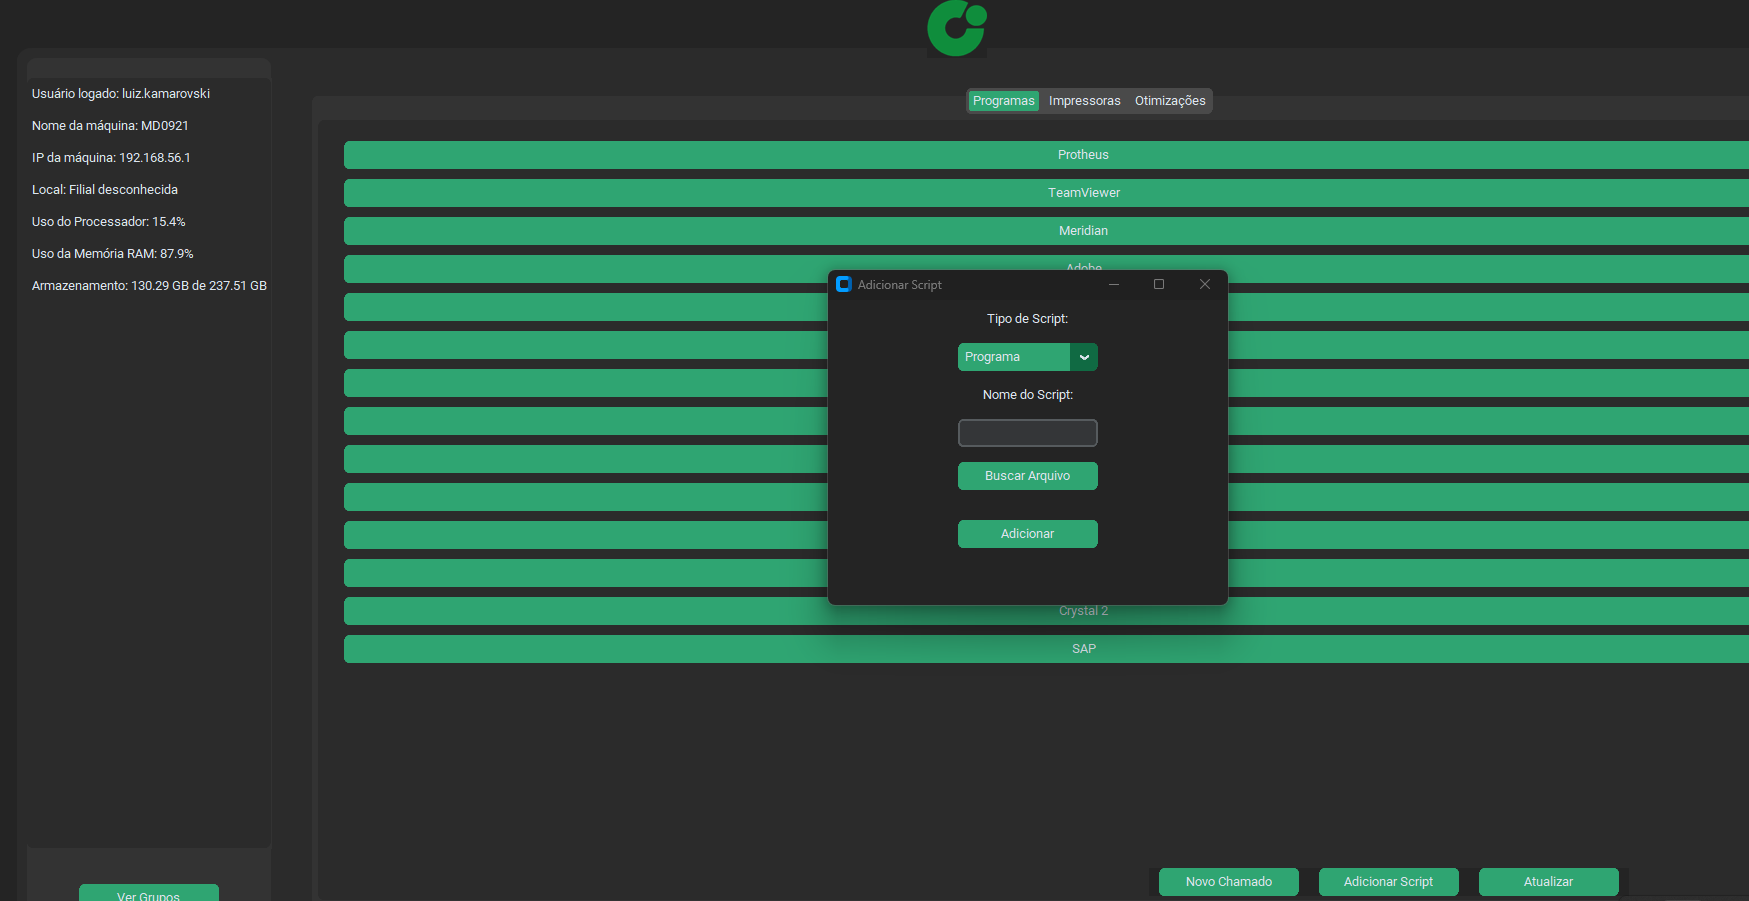 Usuário logado: luiz.kamarovski
Nome da máquina: MD0921
IP da máquina: 192.168.56.1
Local: Filial desconhecida
Uso do Processador: 15.4%
Uso da Memória RAM: 87.9%
Armazenamento: 130.29 GB de 237.51 GB
Ver Grupos
Programas Impressoras Otimizações
Protheus
TeamViewer
Meridian
Adobe
Adicionar Script
Tipo de Script:
Programa
Nome do Script:
Buscar Arquivo
Adicionar
Crystal 2
SAP
Novo Chamado Adicionar Script Atualizar